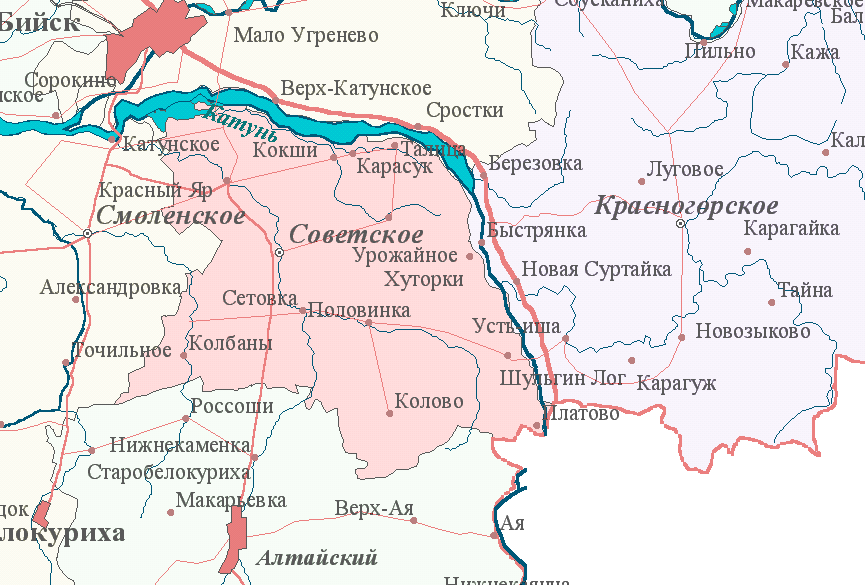 Соусканиха
Макарьевское
Ключи
Бийск
Мало Угренево
Пильно
Кажа
Сорокино
Верх-Катунское
Сростки
Катунь
Катунское
Кокши
Талица
Карасук
Березовка
Луговое
Красный Яр
Смоленское
Красногорское
Советское
Быстрянка
Карагайка
Урожайное
Хуторки
Новая Суртайка
Александровка
Сетовка
Половинка
Тайна
Усть-иша
Новозыково
Точильное
Колбаны
Шульгин Лог
Карагуж
Россоши
Колово
Платово
Нижнекаменка
Старобелокуриха
Макарьевка
Верх-Ая
док
Ая
локуриха
Алтайский